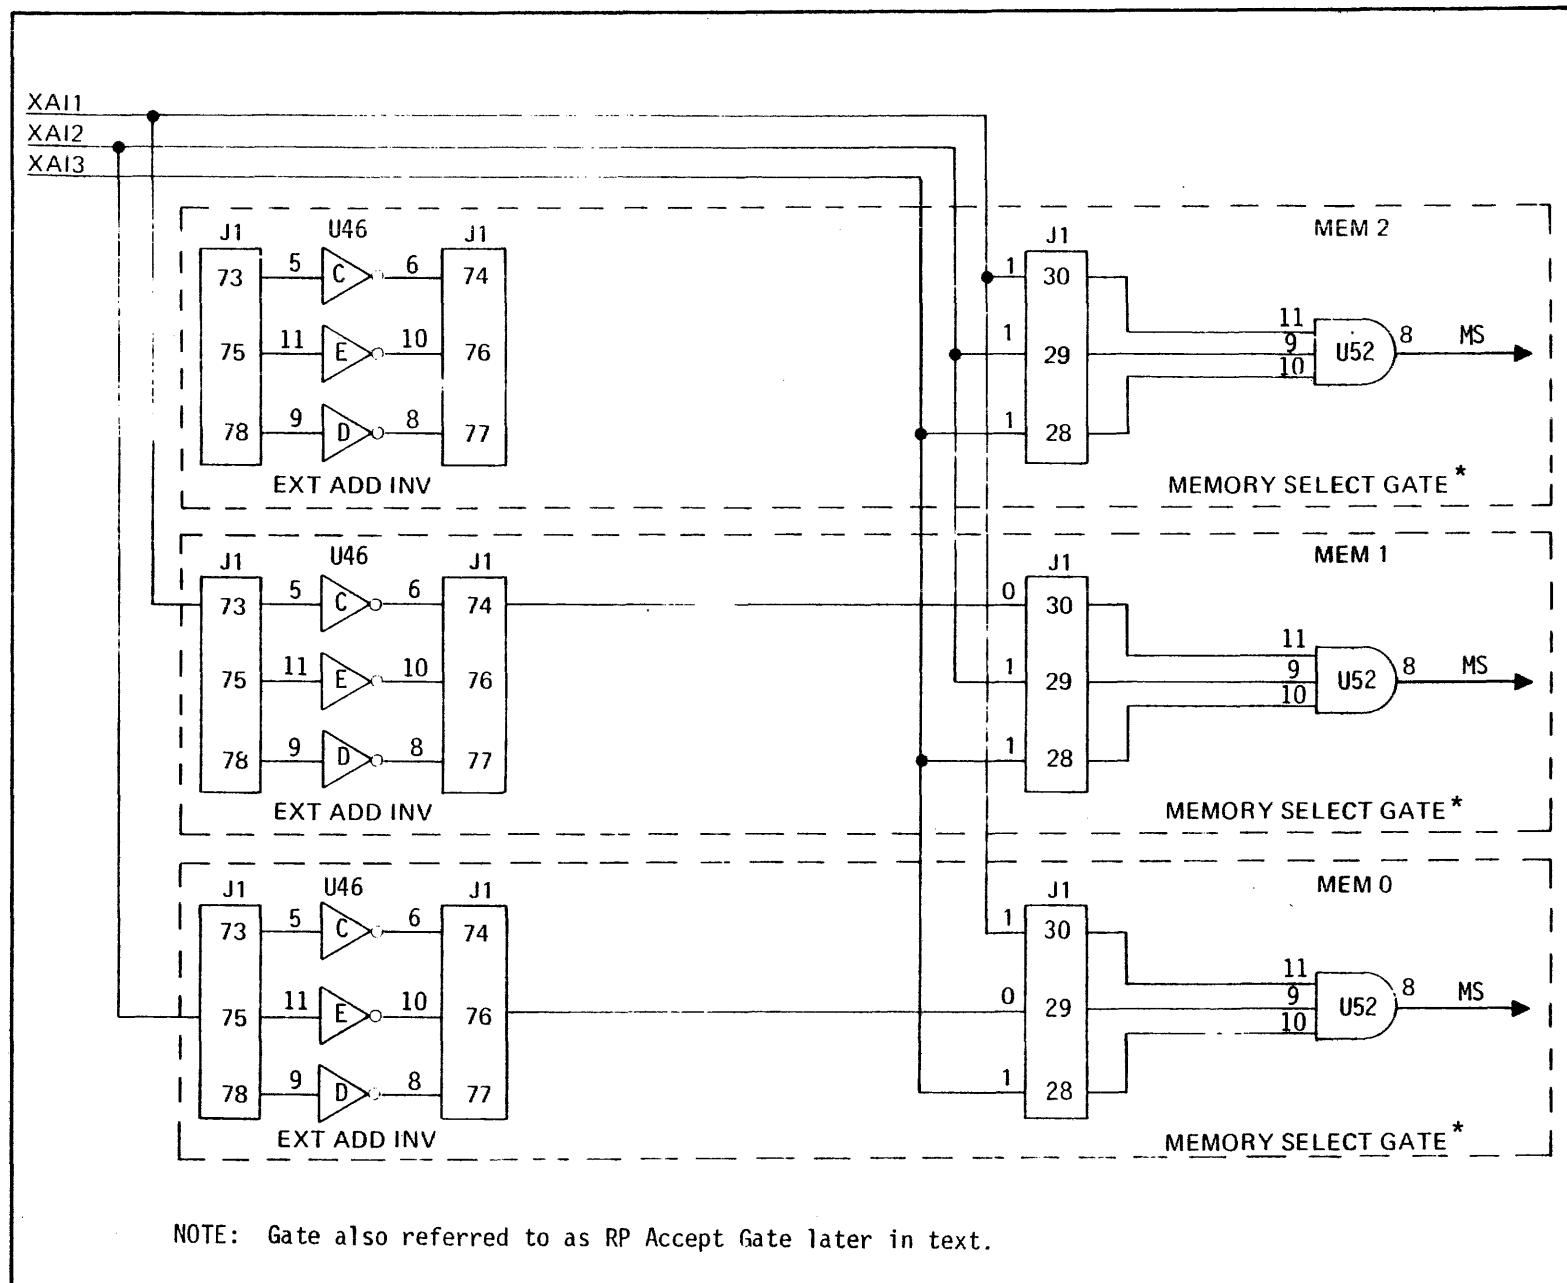 XAI1
XAI2
XAI3
J1 U46 J1 J1 MEM 2
73 5 C 6 74 1 30
11
75 11 E 10 76 1 29 9 U52 8 MS
10
78 9 D 8 77 1 28
EXT ADD INV MEMORY SELECT GATE *
J1 U46 J1 J1 MEM 1
73 5 C 6 74 0 30
11
75 11 E 10 76 1 29 9 U52 8 MS
10
78 9 D 8 77 1 28
EXT ADD INV MEMORY SELECT GATE *
J1 U46 J1 J1 MEM 0
73 5 C 6 74 1 30
11
75 11 E 10 76 0 29 9 U52 8 MS
10
78 9 D 8 77 1 28
EXT ADD INV MEMORY SELECT GATE *
NOTE: Gate also referred to as RP Accept Gate later in text.